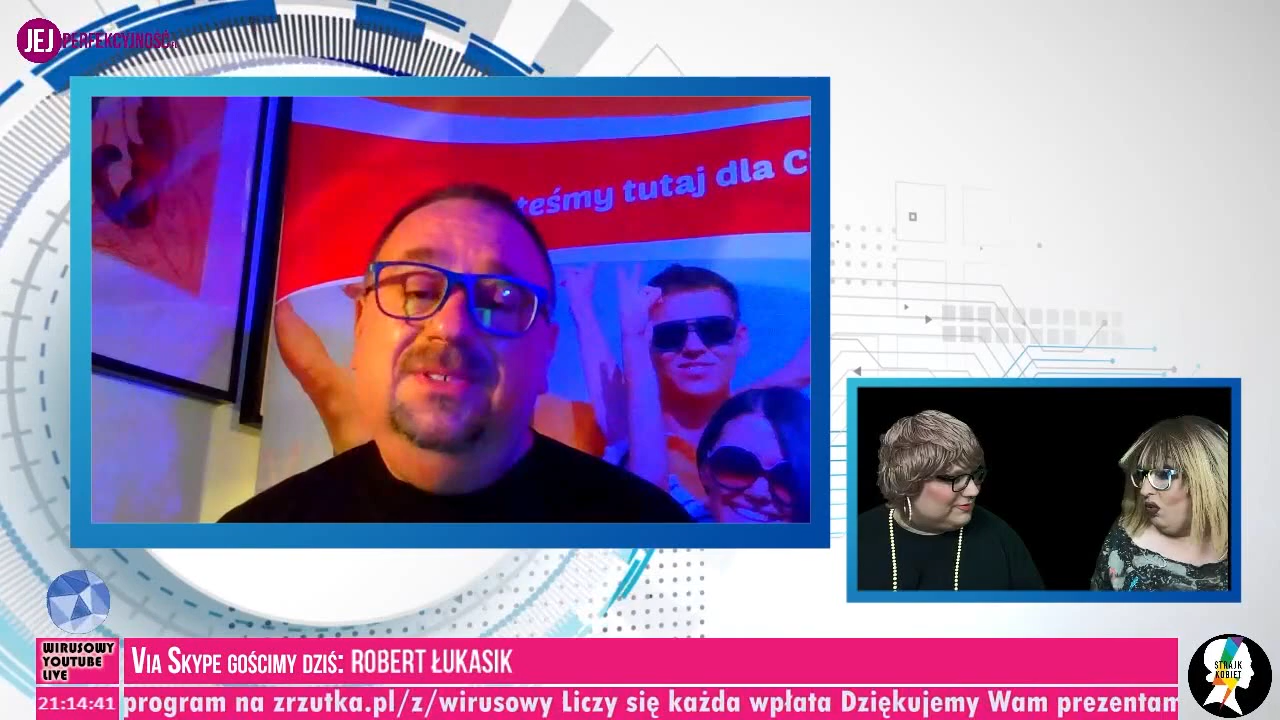 JEJ PERFEKCYJNOŚĆ.PL
teśmy tutaj dla C
WIRUSOWY
YOUTUBE
LIVE
VIA SKYPE GOŚCIMY DZIŚ: ROBERT ŁUKASIK
21:14:41
program na zrzutka.pl/z/wirusowy Liczy się każda wpłata Dziękujemy Wam prezentam
STRAJK
KOBIET